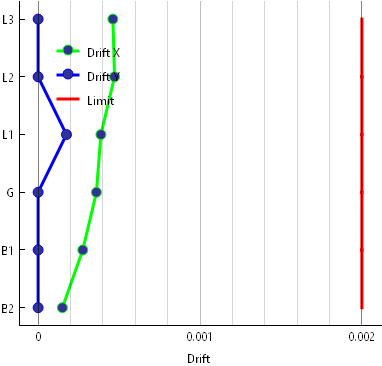 L3
Drift X
L2
Drift Y
Limit
L1
G
B1
B2
0
0.001
0.002
Drift